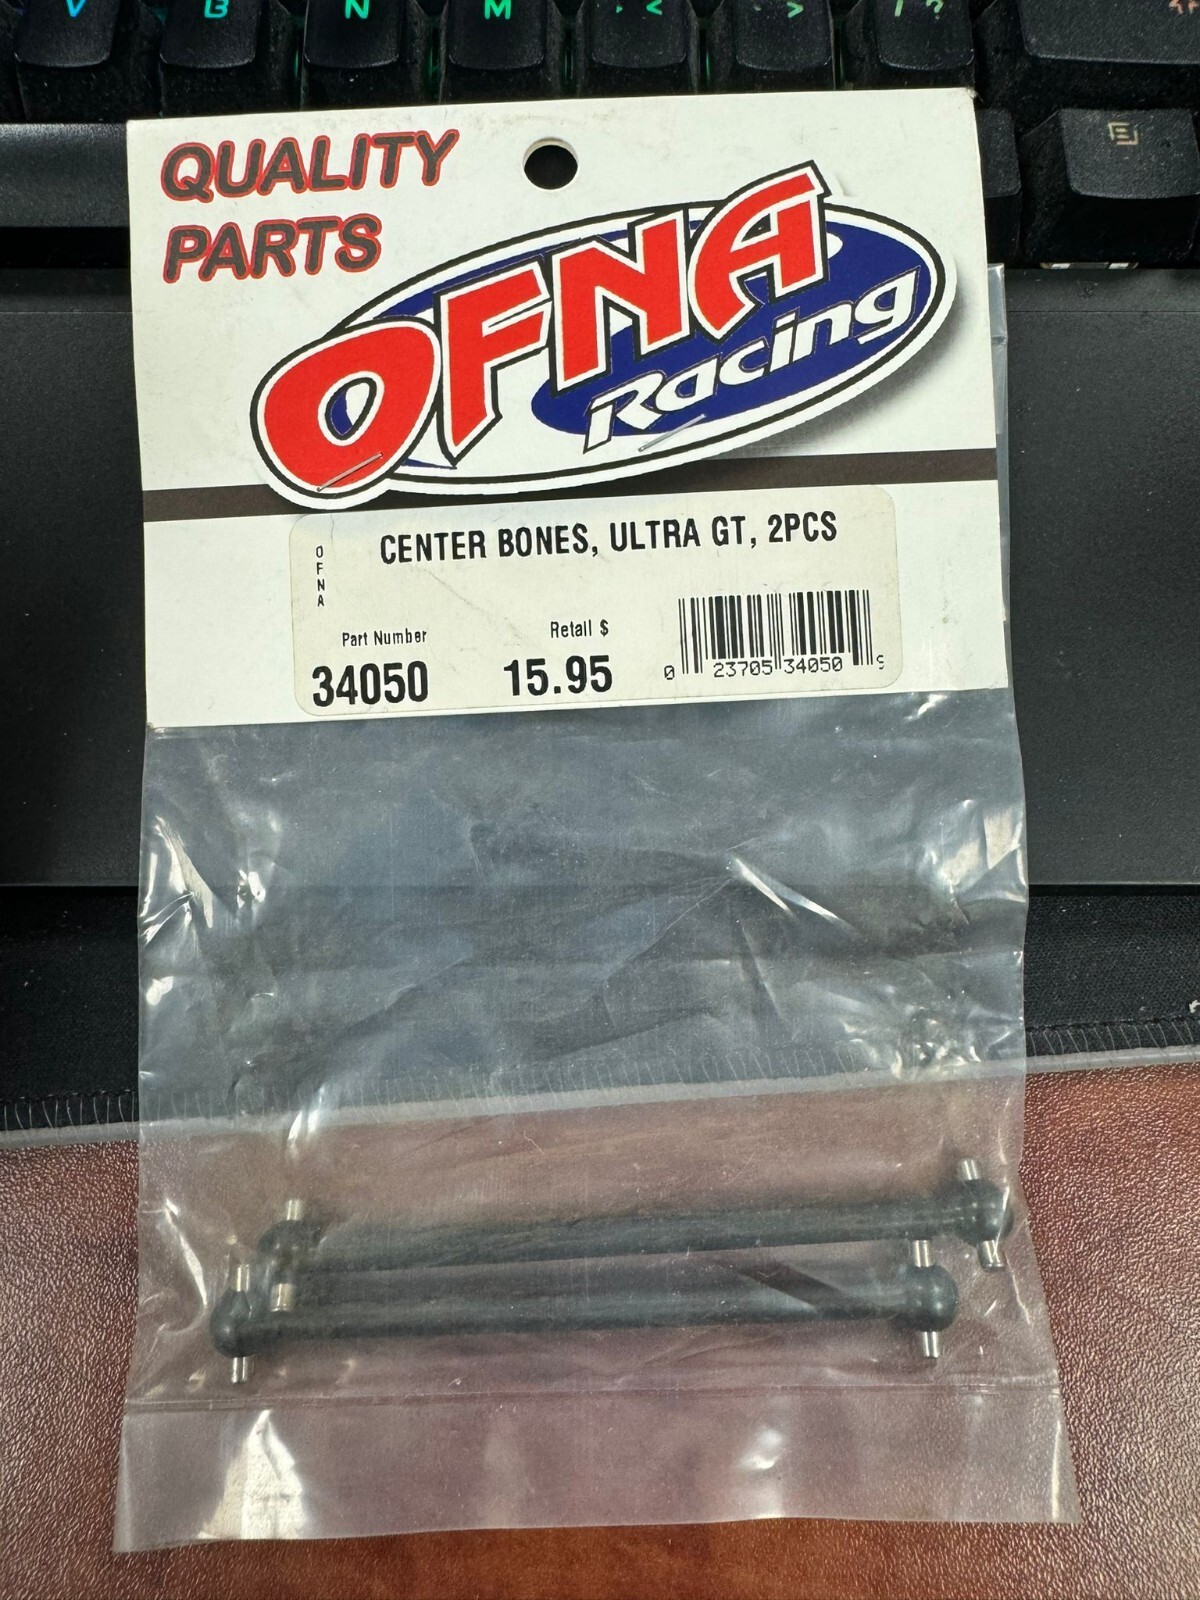 V B N M , < . > / ?
QUALITY
PARTS
OFNA
Racing
OFNA
CENTER BONES, ULTRA GT, 2PCS
Part Number
Retail $
34050
15.95
0 23705 34050 9